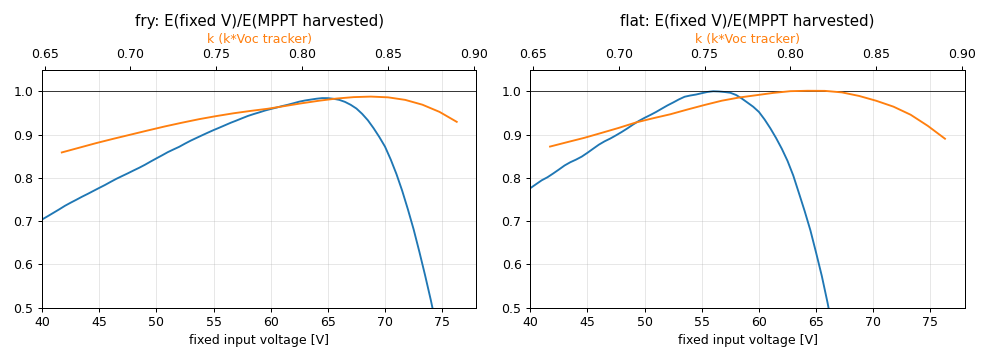 fry: E(fixed V)/E(MPPT harvested)
k (k*Voc tracker)
0.65 0.70 0.75 0.80 0.85 0.90
1.0
0.9
0.8
0.7
0.6
0.5
40 45 50 55 60 65 70 75
fixed input voltage [V]
flat: E(fixed V)/E(MPPT harvested)
k (k*Voc tracker)
0.65 0.70 0.75 0.80 0.85 0.90
1.0
0.9
0.8
0.7
0.6
0.5
40 45 50 55 60 65 70 75
fixed input voltage [V]